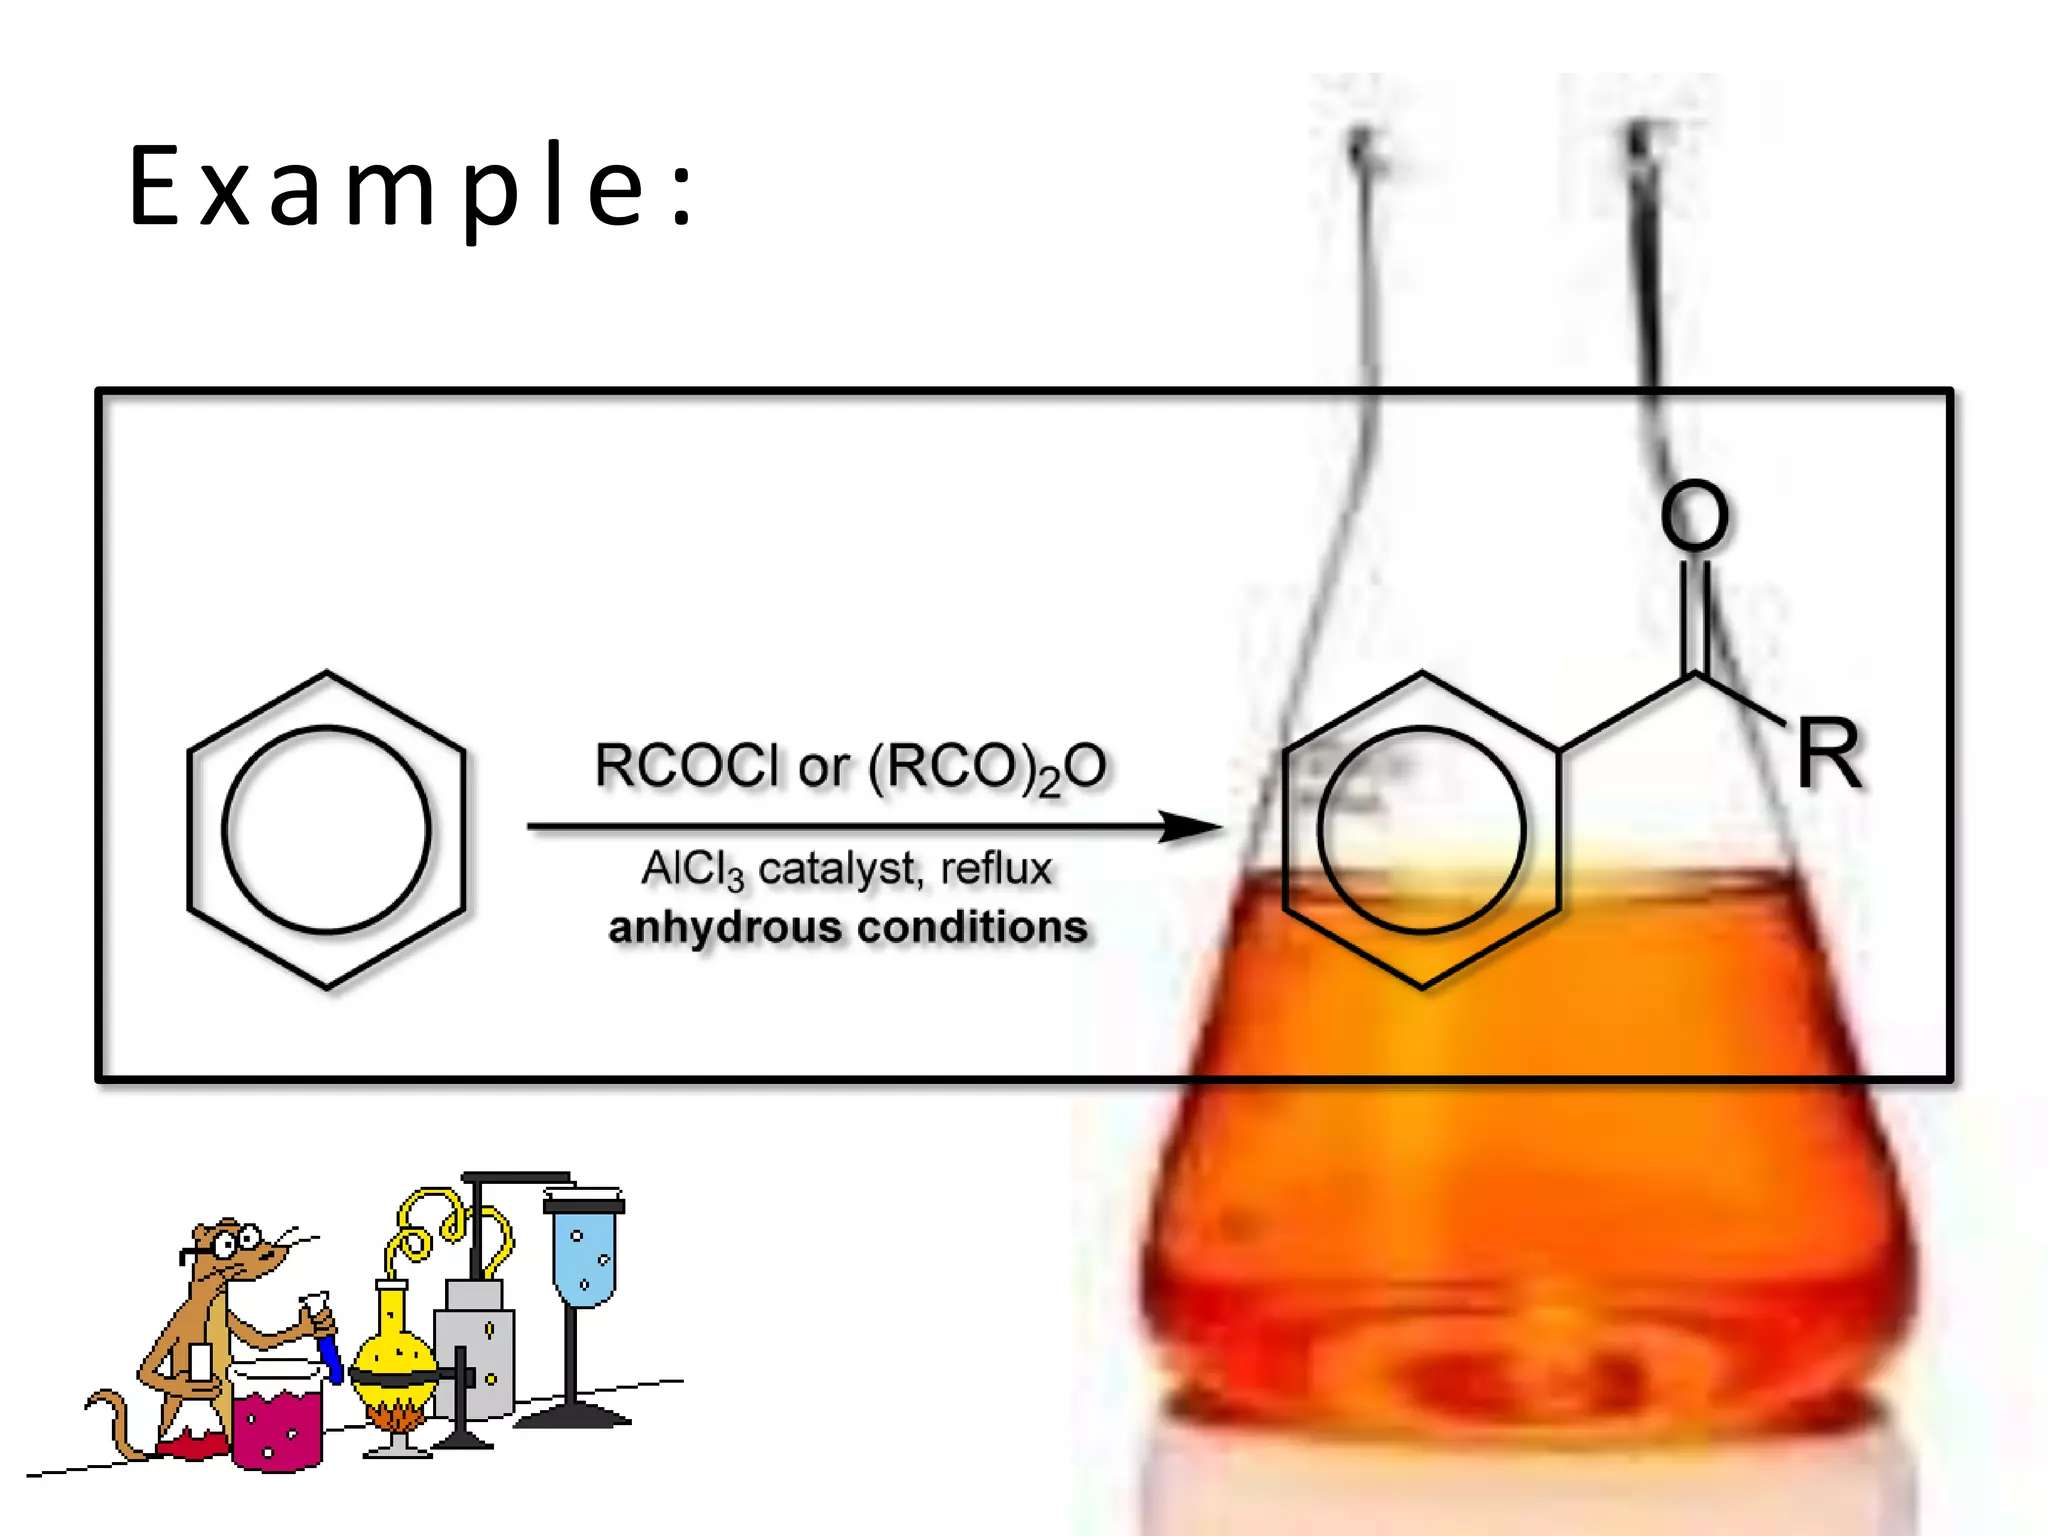 Example:
O
R
RCOCl or (RCO)₂O
AlCl₃ catalyst, reflux
anhydrous conditions